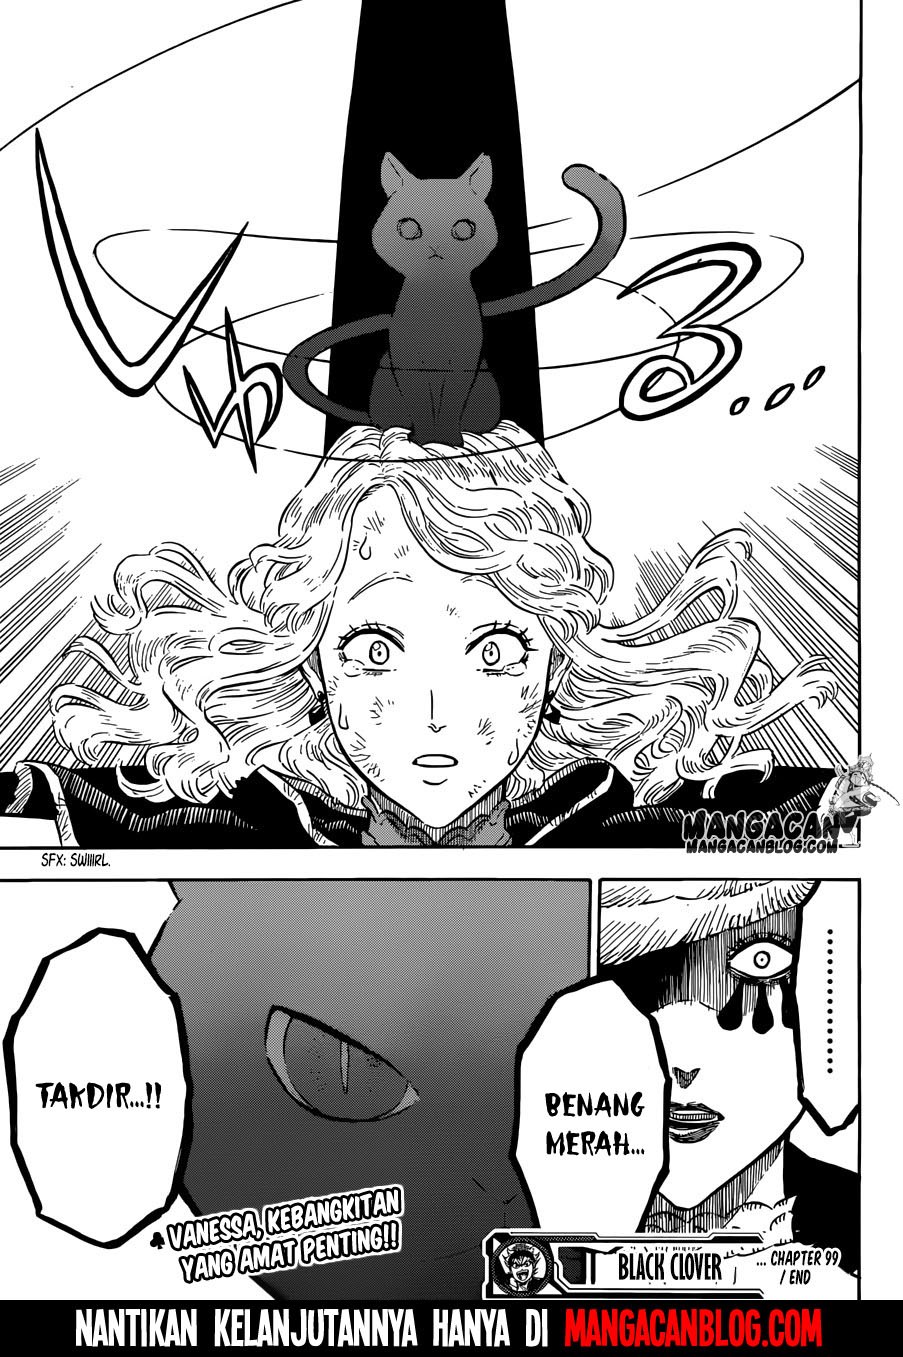 しゅる...
MANGACAN
MANGACANBLOG.COM
SFX: SWIIIRL.
..........
BENANG
MERAH...
TAKDIR...!!
♣VANESSA, KEBANGKITAN
YANG AMAT PENTING!!
BLACK CLOVER
... CHAPTER 99
/ END
NANTIKAN KELANJUTANNYA HANYA DI MANGACANBLOG.COM